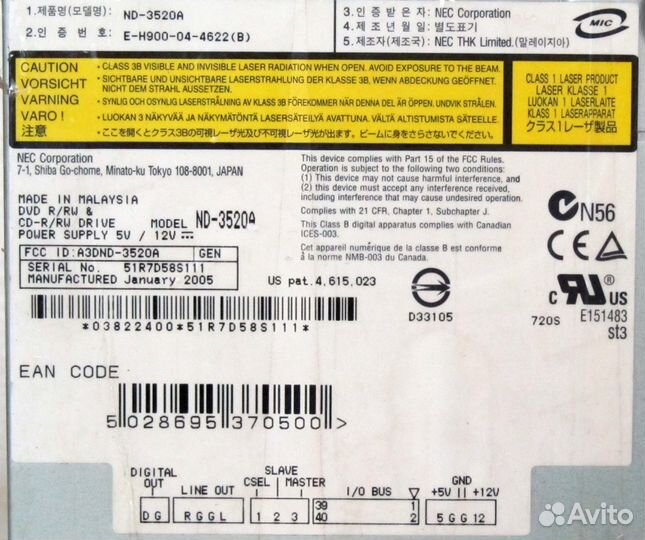 1.제품명(모델명): ND-3520A
2.인 증 번 호: E-H900-04-4622(B)
3.인 증 받 은 자: NEC Corporation
4.제 조 년 월 일: 별도표기
5.제조자(제조국): NEC THK Limited.(말레이지아)
MIC
CAUTION • CLASS 3B VISIBLE AND INVISIBLE LASER RADIATION WHEN OPEN. AVOID EXPOSURE TO THE BEAM.
VORSICHT • SICHTBARE UND UNSICHTBARE LASERSTRAHLUNG DER KLASSE 3B, WENN ABDECKUNG GEÖFFNET.
NICHT DEM STRAHL AUSSETZEN.
VARNING • SYNLIG OCH OSYNLIG LASERSTRÅLNING AV KLASS 3B FÖREKOMMER NÄR DENNA DEL ÄR ÖPPEN. UNDVIK STRÅLEN.
VARO! • LUOKAN 3 NÄKYVÄÄ JA NÄKYMÄTÖNTÄ LASERSÄTEILYÄ AVATTUNA. VÄLTÄ ALTISTUMISTA SÄTEELLE.
注意 • ここを開くとクラス3Bの可視レーザ光及び不可視レーザ光が出ます。ビームに身をさらさないでください。
CLASS 1 LASER PRODUCT
LASER KLASSE 1
LUOKAN 1 LASERLAITE
KLASS 1 LASERAPPARAT
クラス1レーザ製品
NEC Corporation
7-1, Shiba Go-chome, Minato-ku Tokyo 108-8001, JAPAN
MADE IN MALAYSIA
DVD R/RW &
CD-R/RW DRIVE MODEL ND-3520A
POWER SUPPLY 5V / 12V
FCC ID:A3DND-3520A GEN
SERIAL No. 51R7D58S111
MANUFACTURED January 2005
This device complies with Part 15 of the FCC Rules.
Operation is subject to the following two conditions:
(1) This device may not cause harmful interference, and
(2) this device must accept any interference received,
including interference that may cause undesired operation.
Complies with 21 CFR, Chapter 1, Subchapter J.
This Class B digital apparatus complies with Canadian
ICES-003.
Cet appareil numérique de la classe B est conforme
à la norme NMB-003 du Canada.
N56
CE
US pat.4,615,023
D33105
C UR US
E151483
720S
st3
*03822400*51R7D58S111*
EAN CODE
5 028695 370500 >
DIGITAL OUT
LINE OUT
SLAVE
CSEL MASTER
I/O BUS
GND
+5V +12V
D G
R G G L
1 2 3
39 1
40 2
5 G G 12
Avito